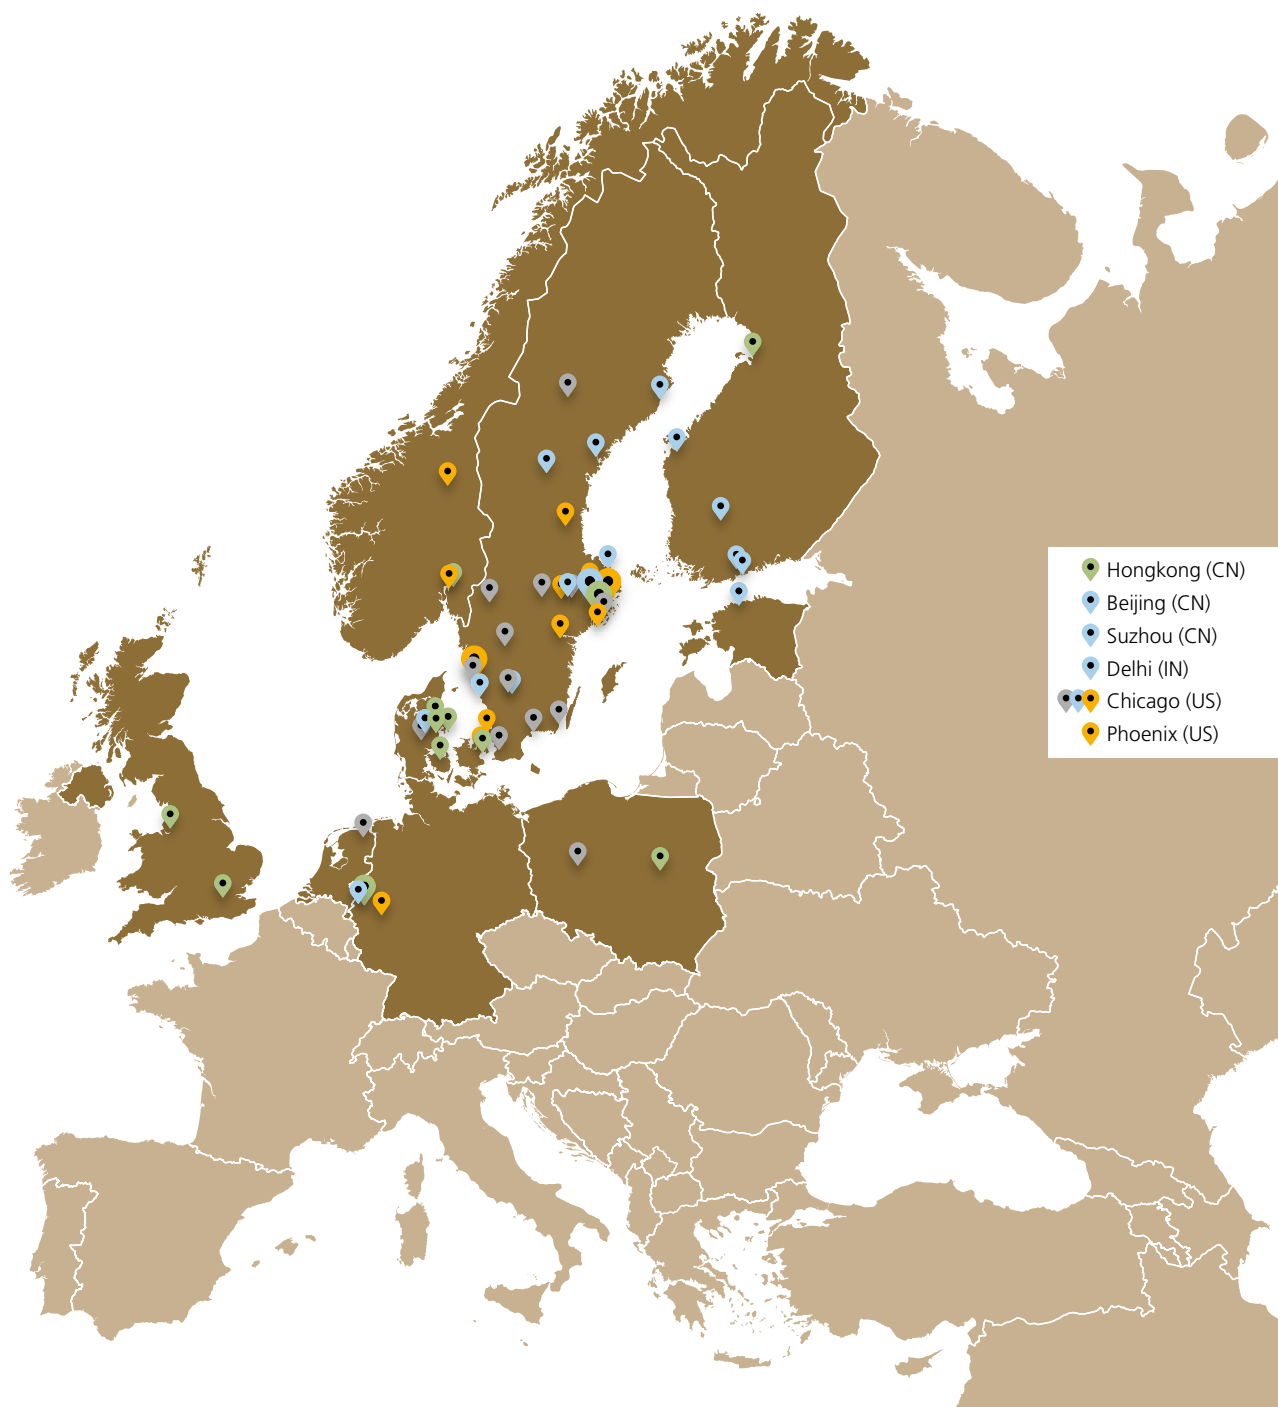 Hongkong (CN)
Beijing (CN)
Suzhou (CN)
Delhi (IN)
Chicago (US)
Phoenix (US)